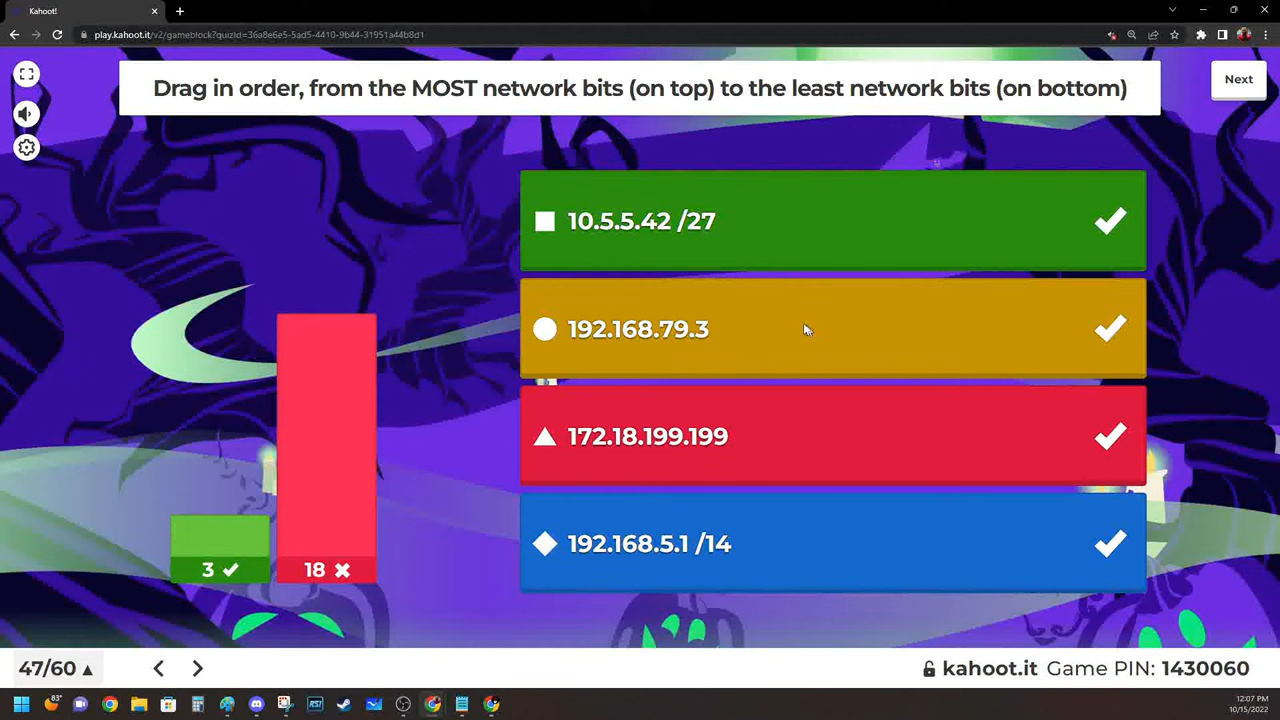 Kahoot!
play.kahoot.it/v2/gameblock?quizId=36a8e6e5-5ad5-4410-9b44-31951a44b8d1
Drag in order, from the MOST network bits (on top) to the least network bits (on bottom)
Next
10.5.5.42 /27
192.168.79.3
172.18.199.199
192.168.5.1 /14
3
18
47/60
kahoot.it Game PIN: 1430060
83°
RSI
12:07 PM
10/15/2022